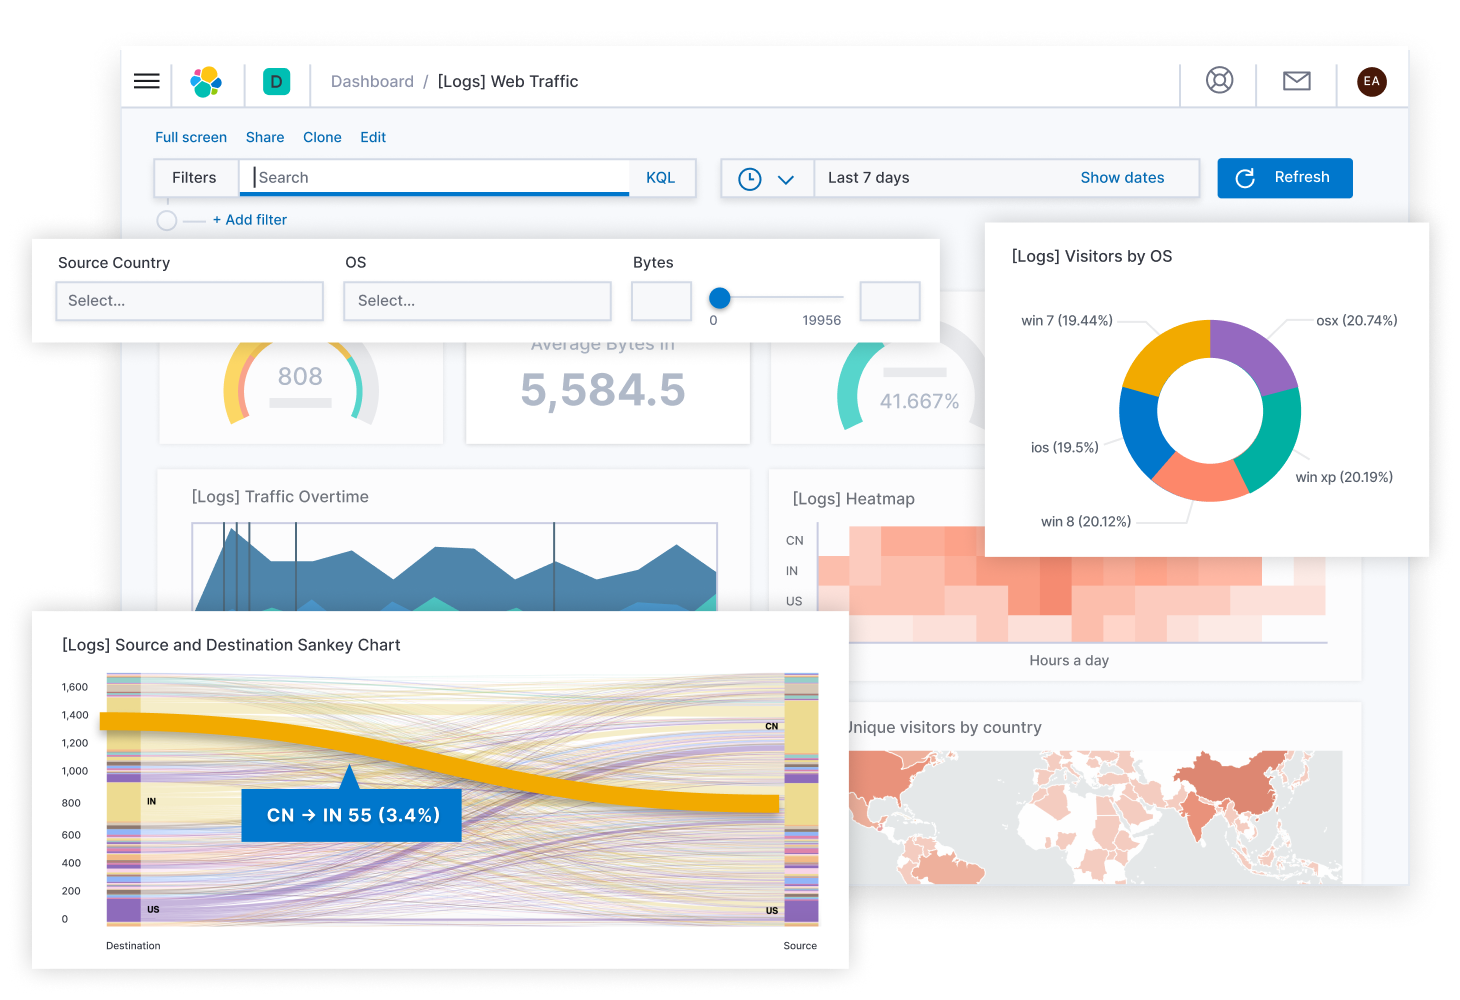 D
Dashboard / [Logs] Web Traffic
EA
Full screen Share Clone Edit
Filters Search KQL
Last 7 days Show dates
Refresh
+ Add filter
Source Country OS Bytes
Select... Select...
0 19956
[Logs] Visitors by OS
win 7 (19.44%) osx (20.74%)
ios (19.5%)
win xp (20.19%)
win 8 (20.12%)
808
Average Bytes In
5,584.5
41.667%
[Logs] Traffic Overtime
[Logs] Heatmap
CN
IN
US
Hours a day
[Logs] Source and Destination Sankey Chart
1,600
1,400
1,200
1,000
800
600
400
200
0
CN
IN
CN → IN 55 (3.4%)
US
US
Destination Source
Unique visitors by country